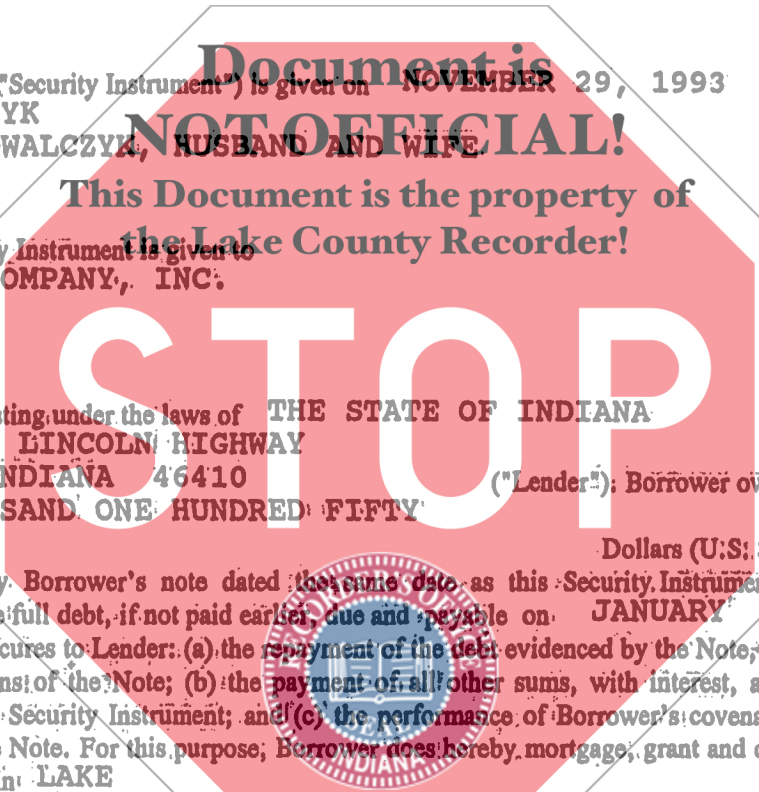 Document is
("Security Instrument") is given on NOVEMBER 29, 1993
YK
NOT OFFICIAL!
WALCZYK, HUSBAND AND WIFE
This Document is the property of
the Lake County Recorder!
Instrument is given to
OMPANY, INC.
STOP
under the laws of THE STATE OF INDIANA
LINCOLN HIGHWAY
NDIANA 46410 ("Lender"). Borrower ow
SAND ONE HUNDRED FIFTY
Dollars (U.S.
Borrower's note dated the same date as this Security Instrume
full debt, if not paid earlier, due and payable on JANUARY
cures to Lender: (a) the repayment of the debt evidenced by the Note,
ns of the Note; (b) the payment of all other sums, with interest, a
Security Instrument; and (c) the performance of Borrower's covena
Note. For this purpose, Borrower does hereby mortgage, grant and c
LAKE
RECORDER'S OFFICE
INDIANA